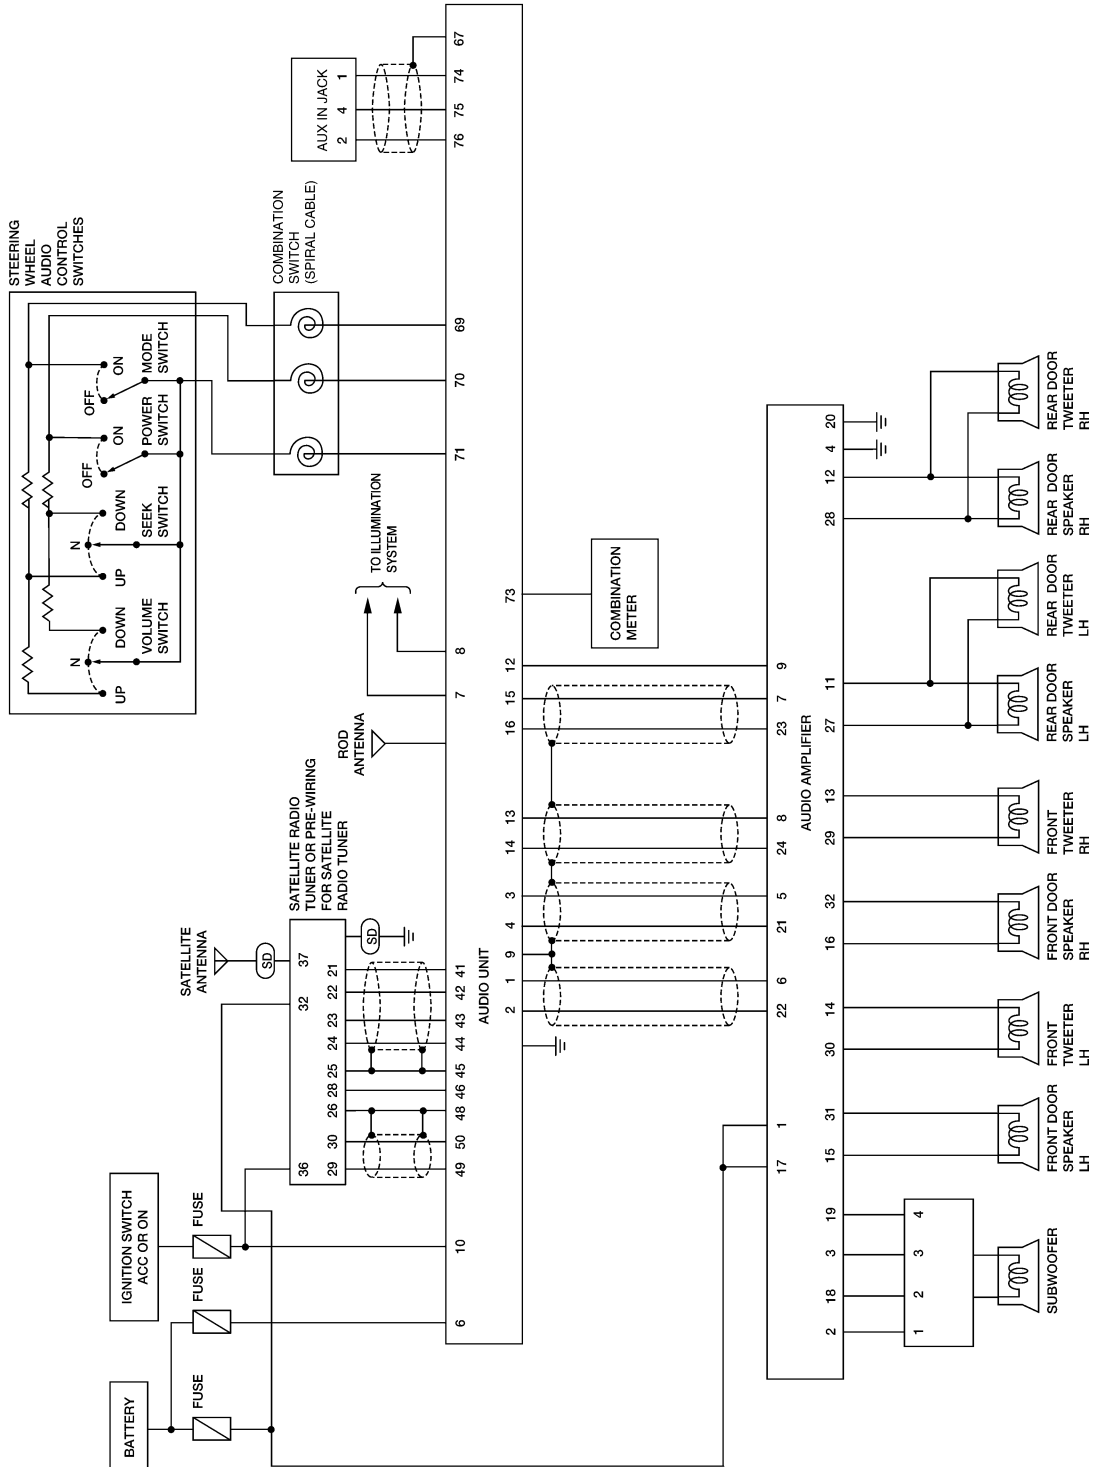 BATTERY
FUSE
FUSE
IGNITION SWITCH
ACC OR ON
FUSE
SATELLITE
ANTENNA
SD
SATELLITE RADIO
TUNER OR PRE-WIRING
FOR SATELLITE
RADIO TUNER
36 32 37
29 30 26 28 25 24 23 22 21
SD
ROD
ANTENNA
STEERING
WHEEL
AUDIO
CONTROL
SWITCHES
UP N DOWN
VOLUME
SWITCH
UP N DOWN
SEEK
SWITCH
OFF ON
POWER
SWITCH
OFF ON
MODE
SWITCH
COMBINATION
SWITCH
(SPIRAL CABLE)
TO ILLUMINATION
SYSTEM
AUX IN JACK
2 4 1
6 10 49 50 48 46 45 44 43 42 41 7 8 71 70 69 76 75 74 67
AUDIO UNIT
2 1 9 4 3 14 13 16 15 12 73
COMBINATION
METER
17 1 22 6 21 5 24 8 23 7 9
AUDIO AMPLIFIER
2 18 3 19 15 31 30 14 16 32 29 13 27 11 28 12 4 20
1 2 3 4
SUBWOOFER
FRONT DOOR
SPEAKER
LH
FRONT
TWEETER
LH
FRONT DOOR
SPEAKER
RH
FRONT
TWEETER
RH
REAR DOOR
SPEAKER
LH
REAR DOOR
TWEETER
LH
REAR DOOR
SPEAKER
RH
REAR DOOR
TWEETER
RH